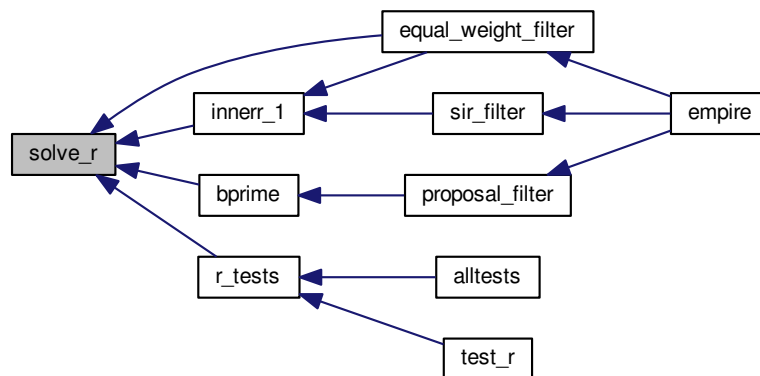 equal_weight_filter
innerr_1
sir_filter
empire
solve_r
bprime
proposal_filter
r_tests
alltests
test_r